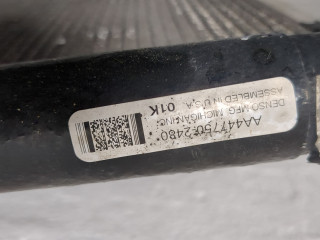 DENSO MFG. MICHIGAN INC.
ASSEMBLED IN U.S.A. 01K
AA447750-2480